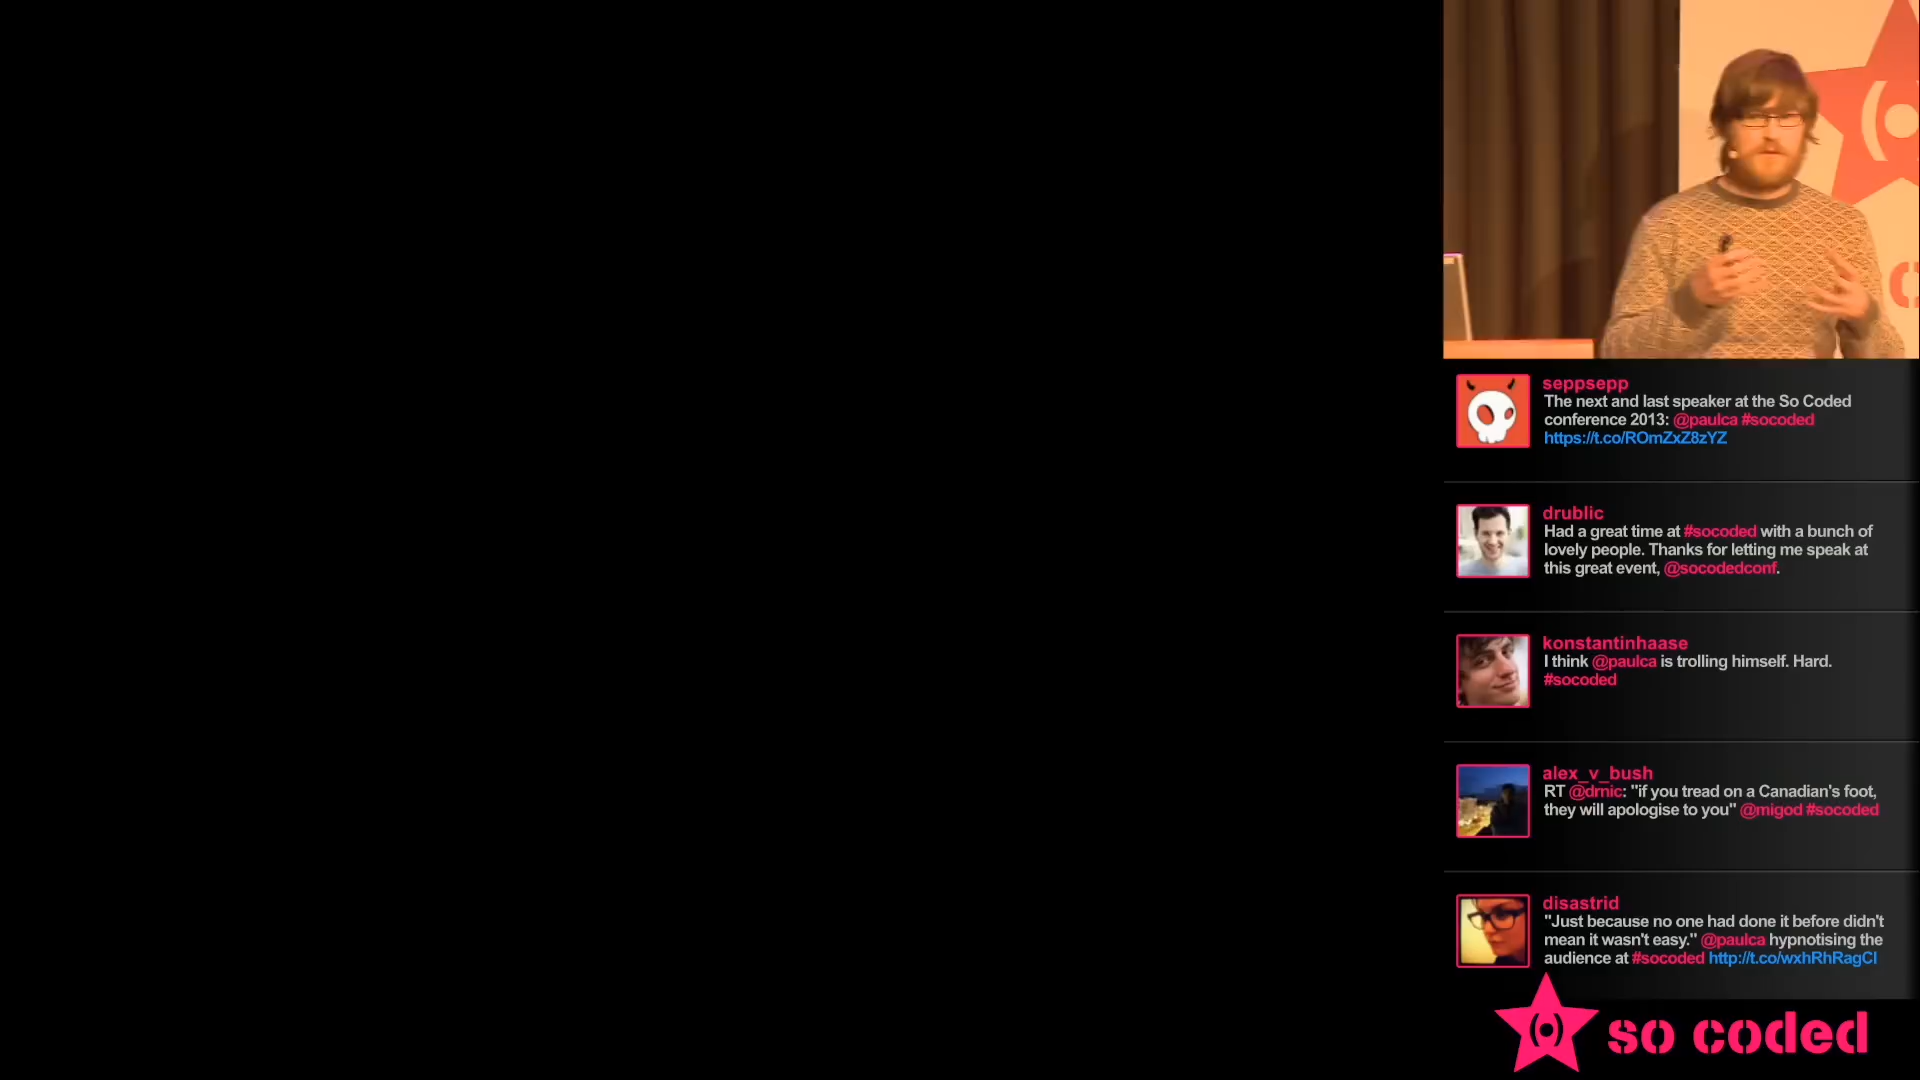 seppsepp
The next and last speaker at the So Coded
conference 2013: @paulca #socoded
https://t.co/ROmZxZ8zYZ
drublic
Had a great time at #socoded with a bunch of
lovely people. Thanks for letting me speak at
this great event, @socodedconf.
konstantinhaase
I think @paulca is trolling himself. Hard.
#socoded
alex_v_bush
RT @drnic: "if you tread on a Canadian's foot,
they will apologise to you" @migod #socoded
disastrid
"Just because no one had done it before didn't
mean it wasn't easy." @paulca hypnotising the
audience at #socoded http://t.co/wxhRhRagCI
so coded